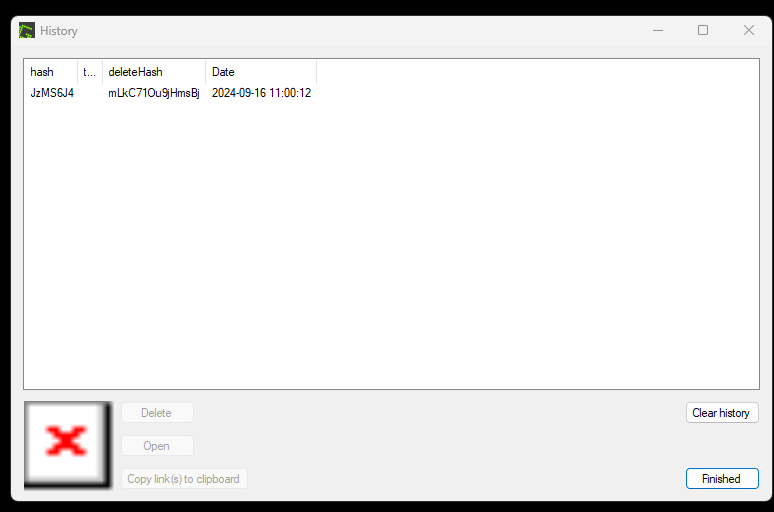 History
hash t... deleteHash Date
JzMS6J4 mLkC71Ou9jHmsBj 2024-09-16 11:00:12
Delete Clear history
Open
Copy link(s) to clipboard Finished